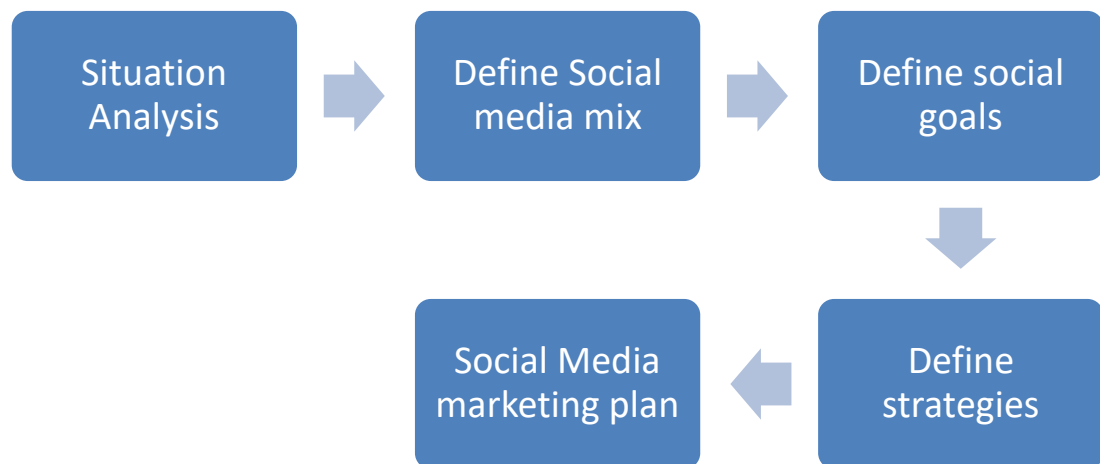 Situation
Analysis
Define Social
media mix
Define social
goals
Define
strategies
Social Media
marketing plan